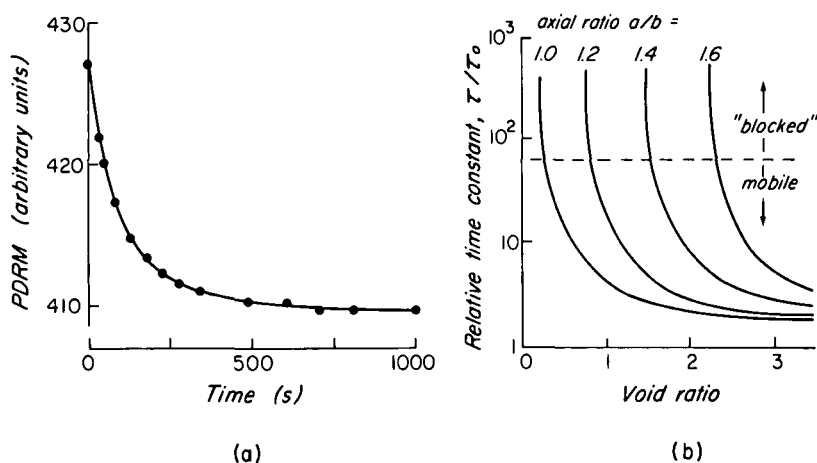 430
420
410
PDRM (arbitrary units)
0
500
1000
Time (s)
(a)
axial ratio a/b =
1.0
1.2
1.4
1.6
10³
10²
10
1
Relative time constant, τ/τ₀
"blocked"
mobile
0
1
2
3
Void ratio
(b)